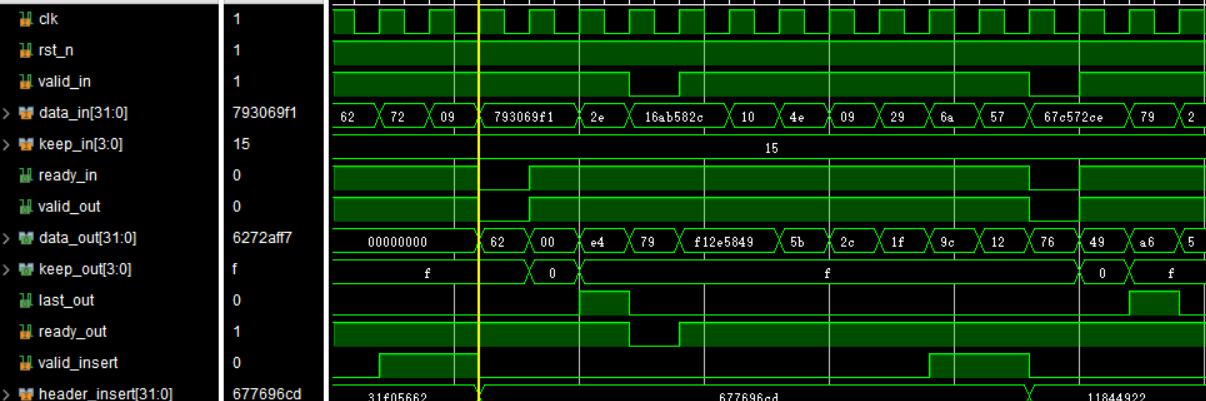 clk 1
rst_n 1
valid_in 1
data_in[31:0] 793069f1 62 72 09 793069f1 2e 16ab582c 10 4e 09 29 6a 57 67c572ce 79 2
keep_in[3:0] 15 15
ready_in 0
valid_out 0
data_out[31:0] 6272aff7 00000000 62 00 e4 79 f12e5849 5b 2c 1f 9c 12 76 49 a6 5
keep_out[3:0] f f 0 f 0 f
last_out 0
ready_out 1
valid_insert 0
header_insert[31:0] 677696cd 31f05662 677696cd 11844922